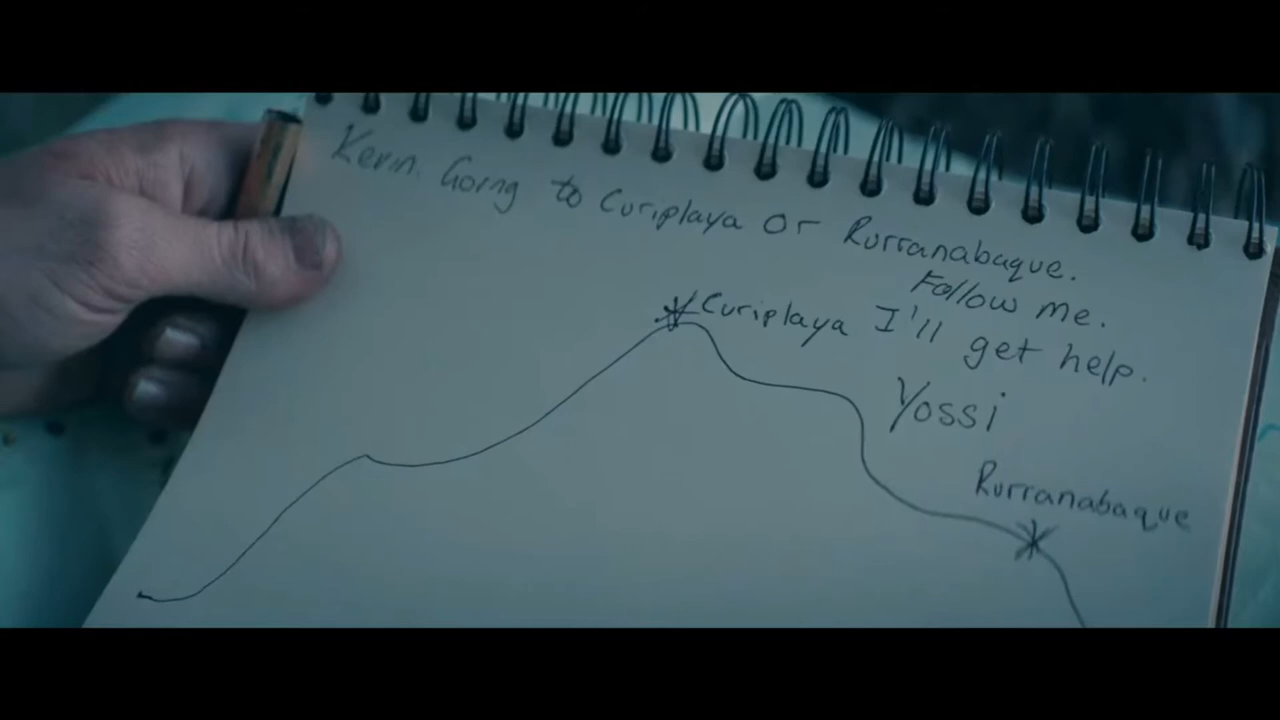 Kevin. Going to Curiplaya or Rurranabaque.
Follow me.
I'll get help.
Yossi
Curiplaya
Rurranabaque